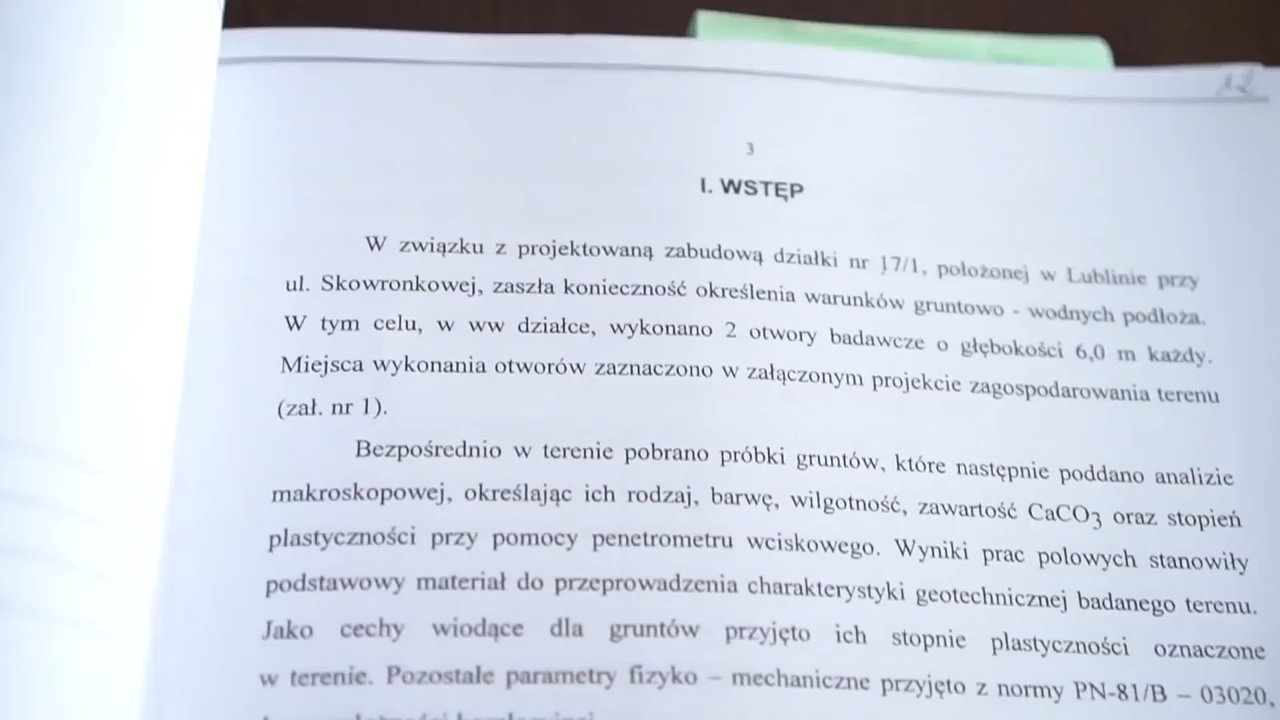 12
3
I. WSTĘP
W związku z projektowaną zabudową działki nr 17/1, położonej w Lublinie przy
ul. Skowronkowej, zaszła konieczność określenia warunków gruntowo - wodnych podłoża.
W tym celu, w ww działce, wykonano 2 otwory badawcze o głębokości 6,0 m każdy.
Miejsca wykonania otworów zaznaczono w załączonym projekcie zagospodarowania terenu
(zał. nr 1).
Bezpośrednio w terenie pobrano próbki gruntów, które następnie poddano analizie
makroskopowej, określając ich rodzaj, barwę, wilgotność, zawartość CaCO3 oraz stopień
plastyczności przy pomocy penetrometru wciskowego. Wyniki prac polowych stanowiły
podstawowy materiał do przeprowadzenia charakterystyki geotechnicznej badanego terenu.
Jako cechy wiodące dla gruntów przyjęto ich stopnie plastyczności oznaczone
w terenie. Pozostałe parametry fizyko – mechaniczne przyjęto z normy PN-81/B – 03020,